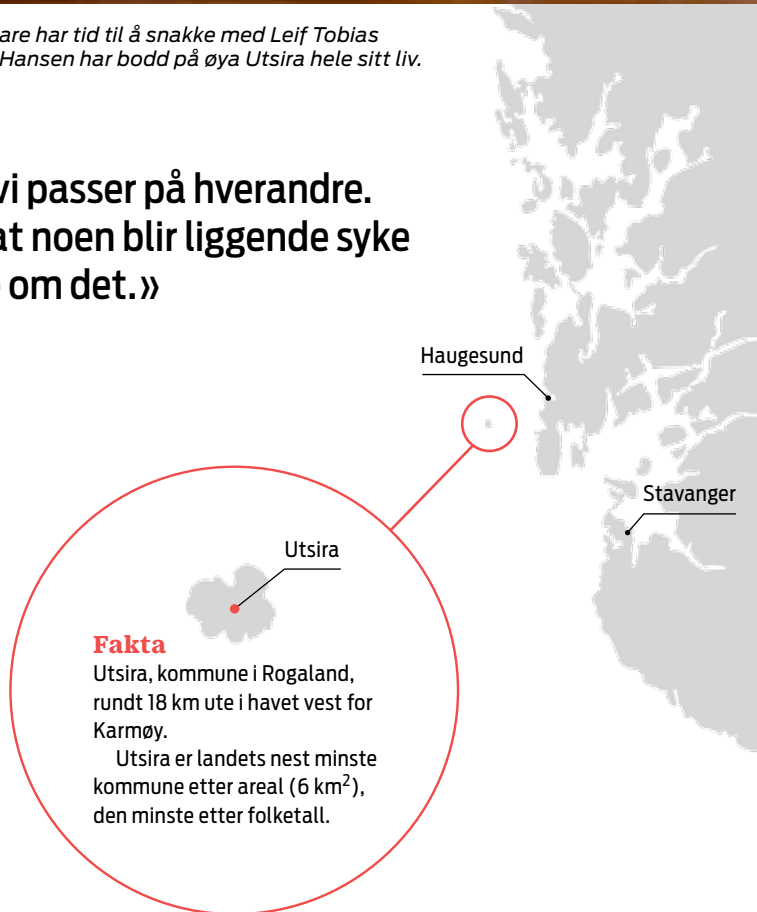 are har tid til å snakke med Leif Tobias
Hansen har bodd på øya Utsira hele sitt liv.
vi passer på hverandre.
at noen blir liggende syke
om det.»
Haugesund
Stavanger
Utsira
Fakta
Utsira, kommune i Rogaland,
rundt 18 km ute i havet vest for
Karmøy.
Utsira er landets nest minste
kommune etter areal (6 km²),
den minste etter folketall.